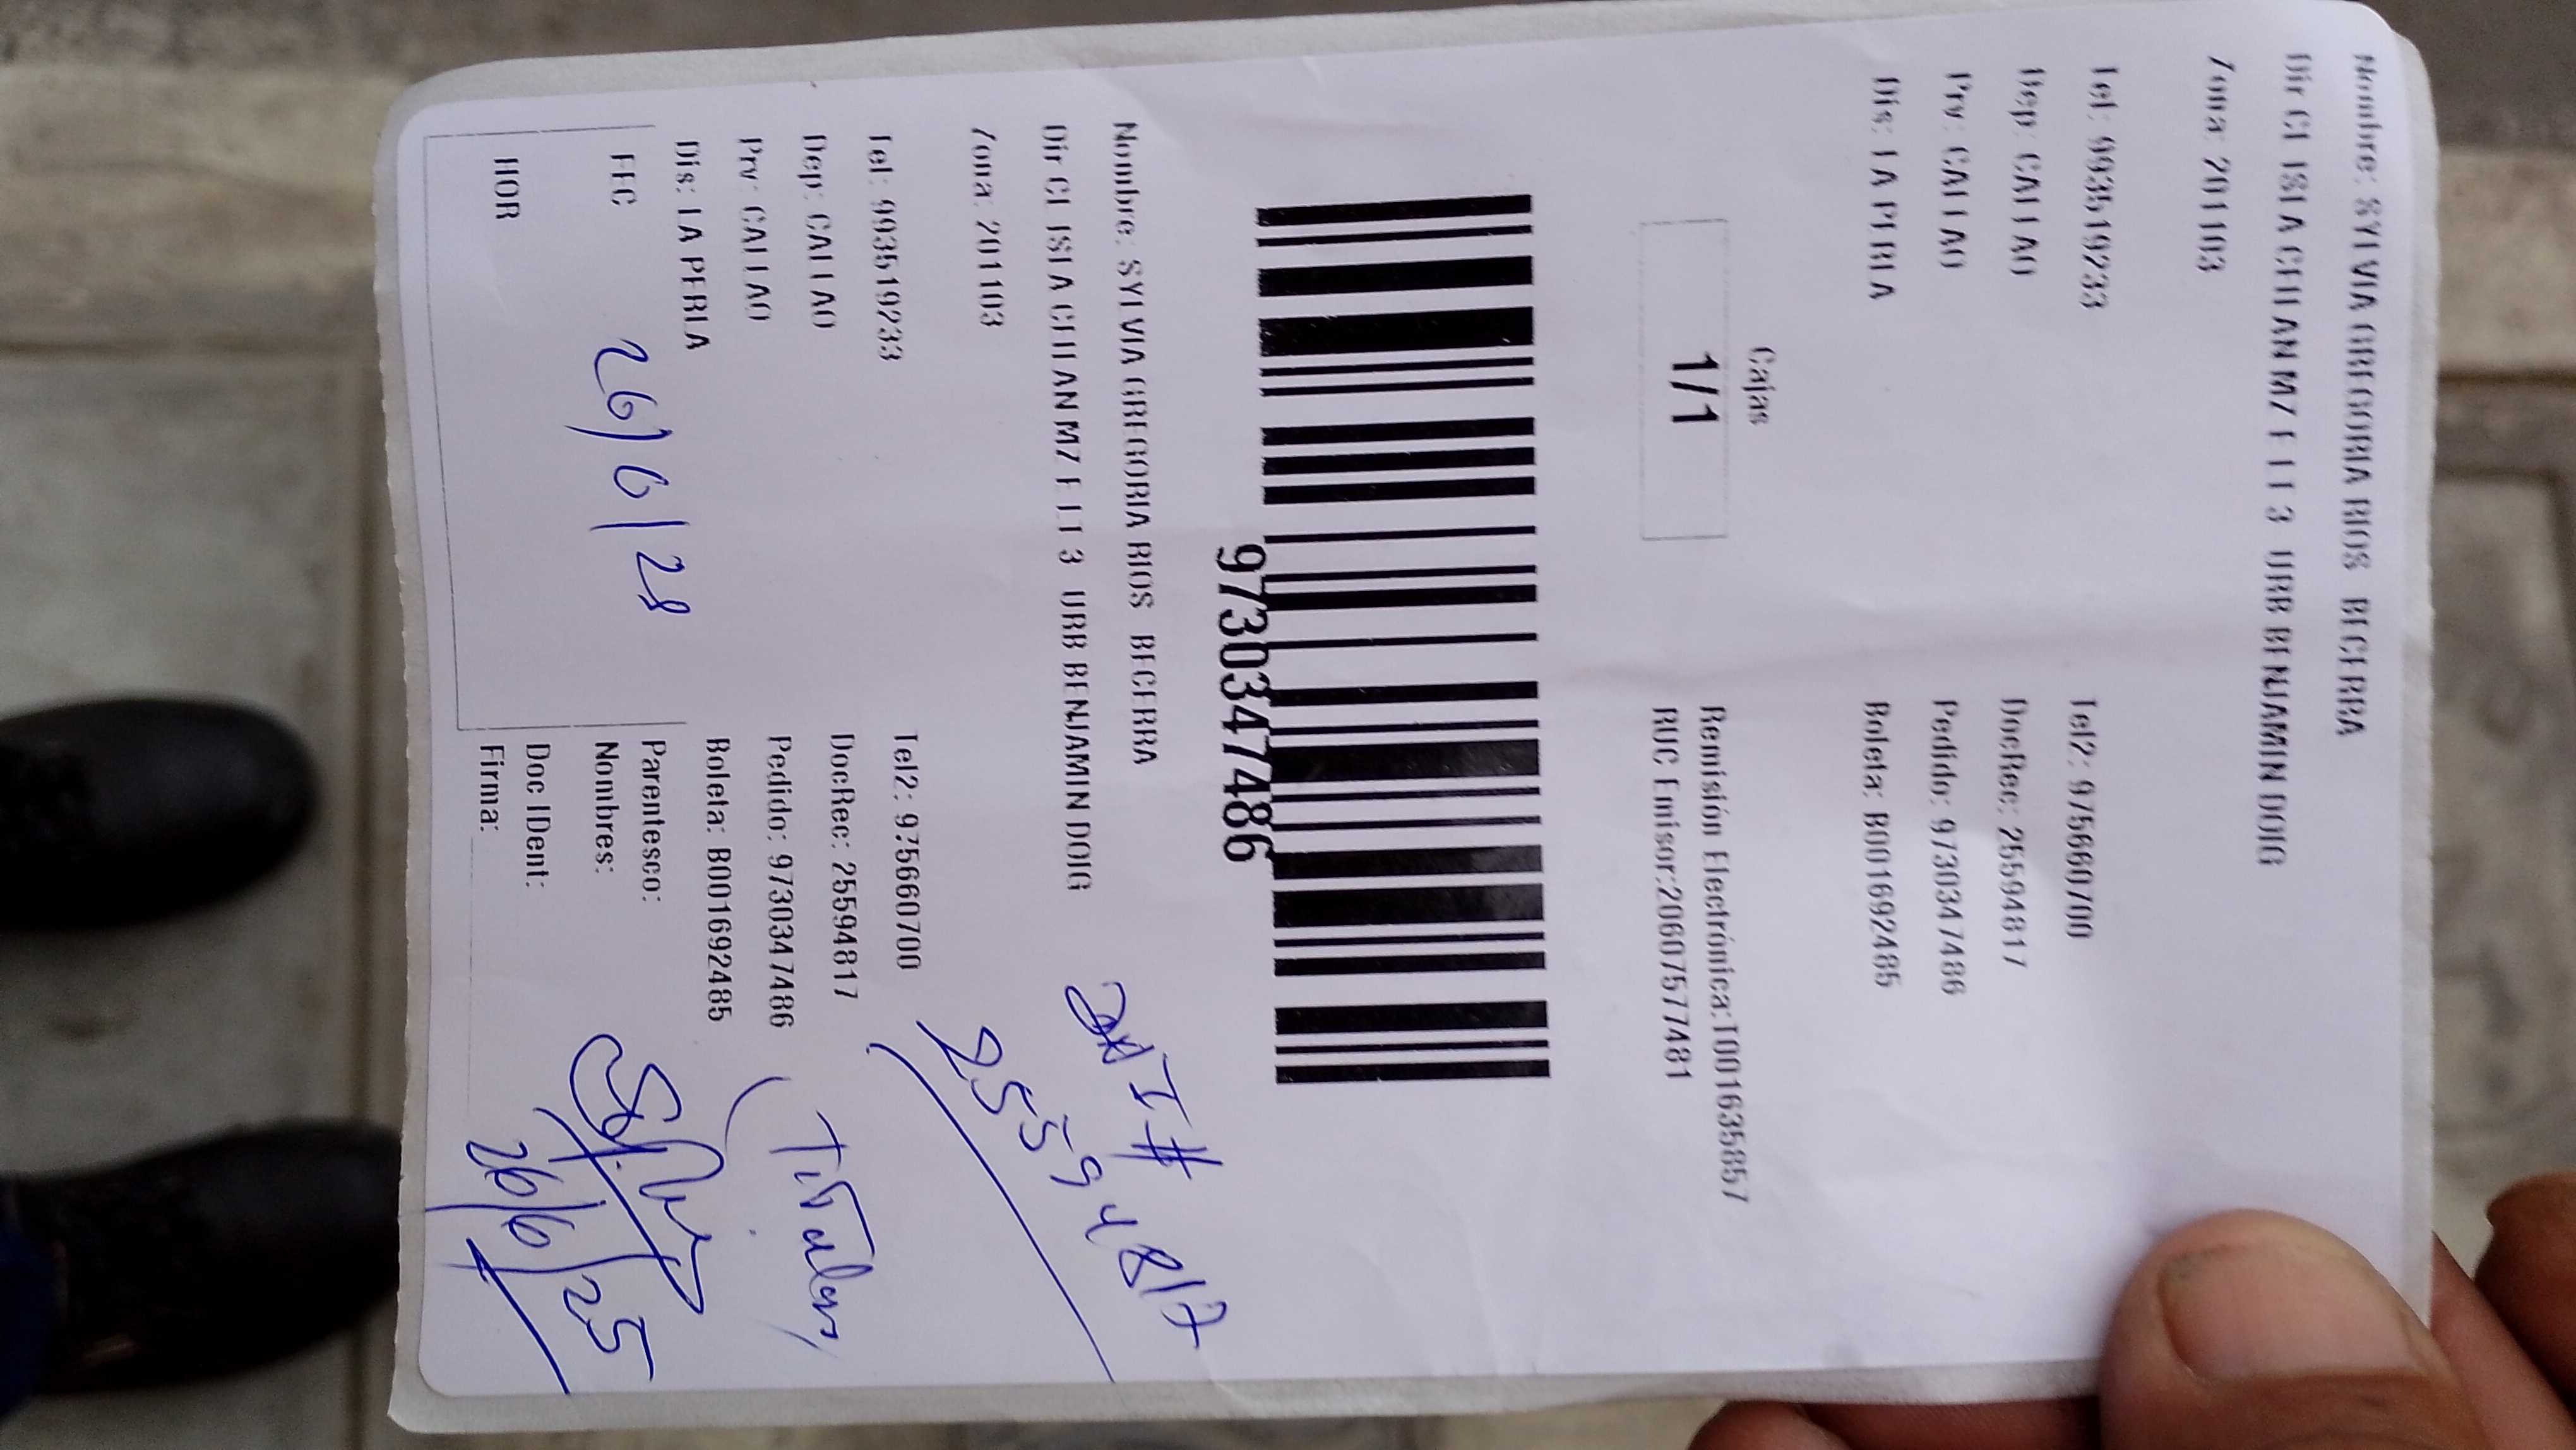 Nombre: SYLVIA GREGORIA RIOS BECERRA
Dir CL ISLA CEILAN MZ F LT 3 URB BENJAMIN DOIG
Zona: 201103
Tel: 993519233 Tel2: 975660700
Dep: CALLAO DocRec: 25594817
Prv: CALLAO Pedido: 9730347486
Dis: LA PERLA Boleta: B001692485
Cajas
1/1
Remisión Electrónica:T001635857
RUC Emisor:20607577481
9730347486
Nombre: SYLVIA GREGORIA RIOS BECERRA
Dir CL ISLA CEILAN MZ F LT 3 URB BENJAMIN DOIG
DNI #
25594817
Zona: 201103
Tel: 993519233 Tel2: 975660700
Dep: CALLAO DocRec: 25594817
Prv: CALLAO Pedido: 9730347486
(Titular)
Dis: LA PERLA Boleta: B001692485
FEC 26/6/25
Parentesco:
Nombres:
HOR
Doc IDent:
Firma:
26/6/25